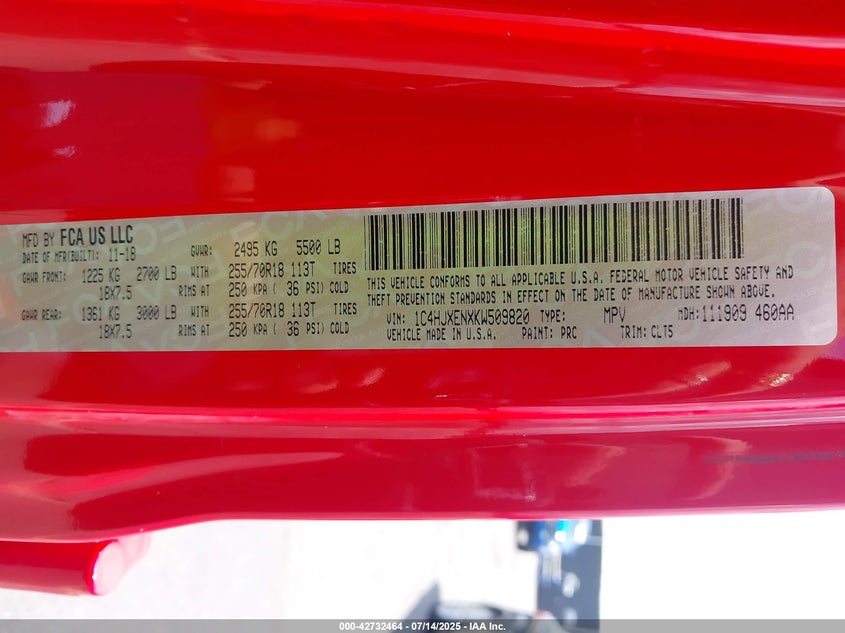 MFD BY FCA US LLC
DATE OF MFR(BUILT): 11-18 GVWR: 2495 KG 5500 LB
GAWR FRONT: 1225 KG 2700 LB WITH 255/70R18 113T TIRES
18X7.5 RIMS AT 250 KPA ( 36 PSI) COLD
GAWR REAR: 1361 KG 3000 LB WITH 255/70R18 113T TIRES
18X7.5 RIMS AT 250 KPA ( 36 PSI) COLD
THIS VEHICLE CONFORMS TO ALL APPLICABLE U.S.A. FEDERAL MOTOR VEHICLE SAFETY AND
THEFT PREVENTION STANDARDS IN EFFECT ON THE DATE OF MANUFACTURE SHOWN ABOVE.
VIN: 1C4HJXENXKW509820 TYPE: MPV MDH: 111909 460AA
VEHICLE MADE IN U.S.A. PAINT: PRC TRIM: CLT5
000-42732464 - 07/14/2025 - IAA Inc.